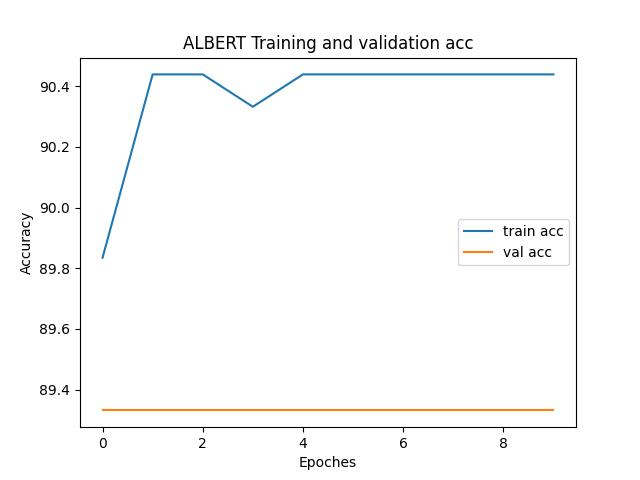 ALBERT Training and validation acc
Accuracy
90.4
90.2
90.0
89.8
89.6
89.4
train acc
val acc
0
2
4
6
8
Epoches